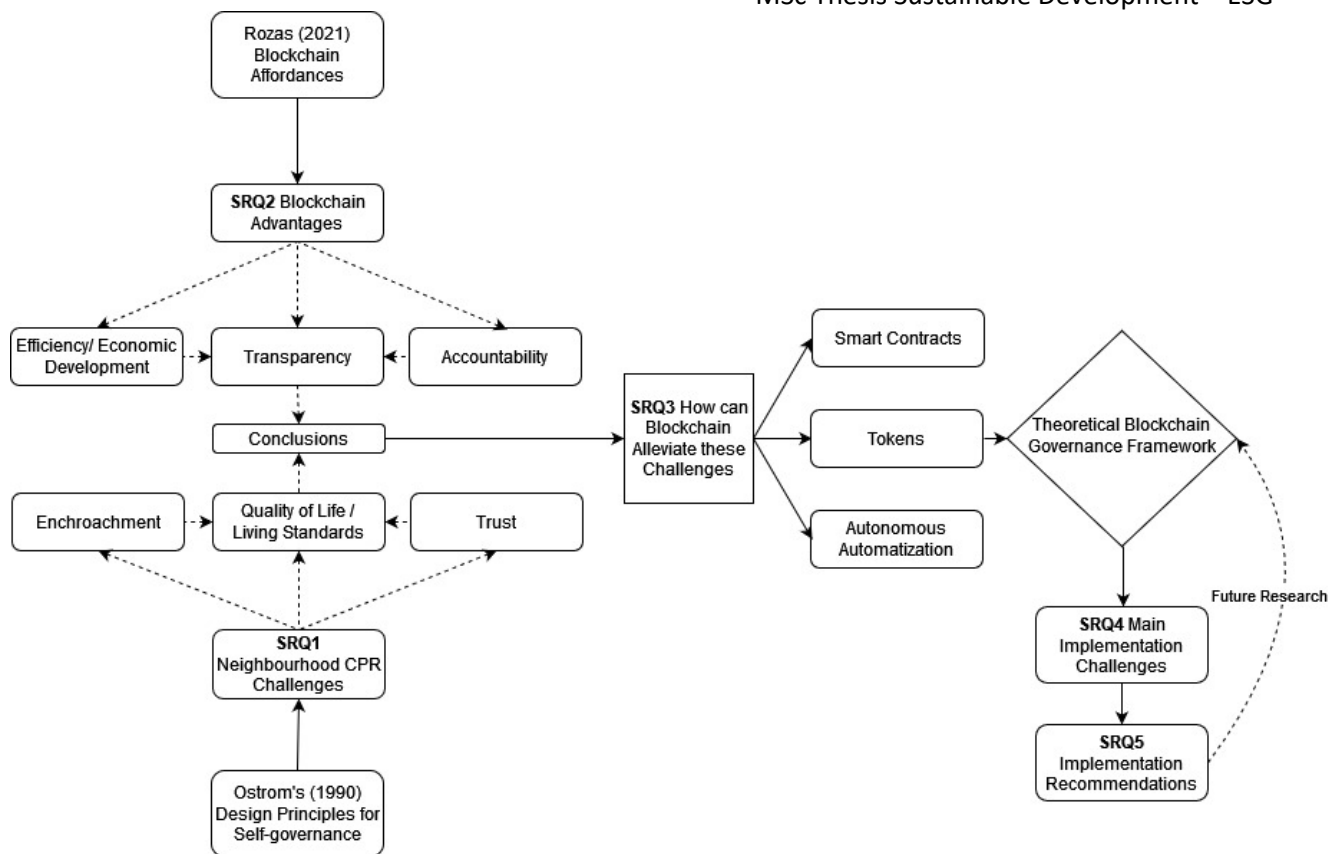 MSc Thesis Sustainable Development – ESG
Rozas (2021)
Blockchain
Affordances
SRQ2 Blockchain
Advantages
Efficiency/ Economic
Development
Transparency
Accountability
Conclusions
Enchroachment
Quality of Life /
Living Standards
Trust
SRQ1
Neighbourhood CPR
Challenges
Ostrom's (1990)
Design Principles for
Self-governance
SRQ3 How can
Blockchain
Alleviate these
Challenges
Smart Contracts
Tokens
Autonomous
Automatization
Theoretical Blockchain
Governance Framework
Future Research
SRQ4 Main
Implementation
Challenges
SRQ5
Implementation
Recommendations